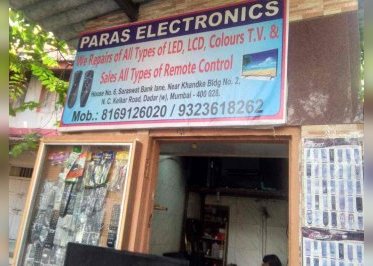 PARAS ELECTRONICS
We Repairs of All Types of LED, LCD, Colours T.V. &
Sales All Types of Remote Control
House No. 6, Saraswat Bank lane, Near Khandke Bldg No. 2,
N. C. Kelkar Road, Dadar (w), Mumbai - 400 028.
Mob.: 8169126020 / 9323618262